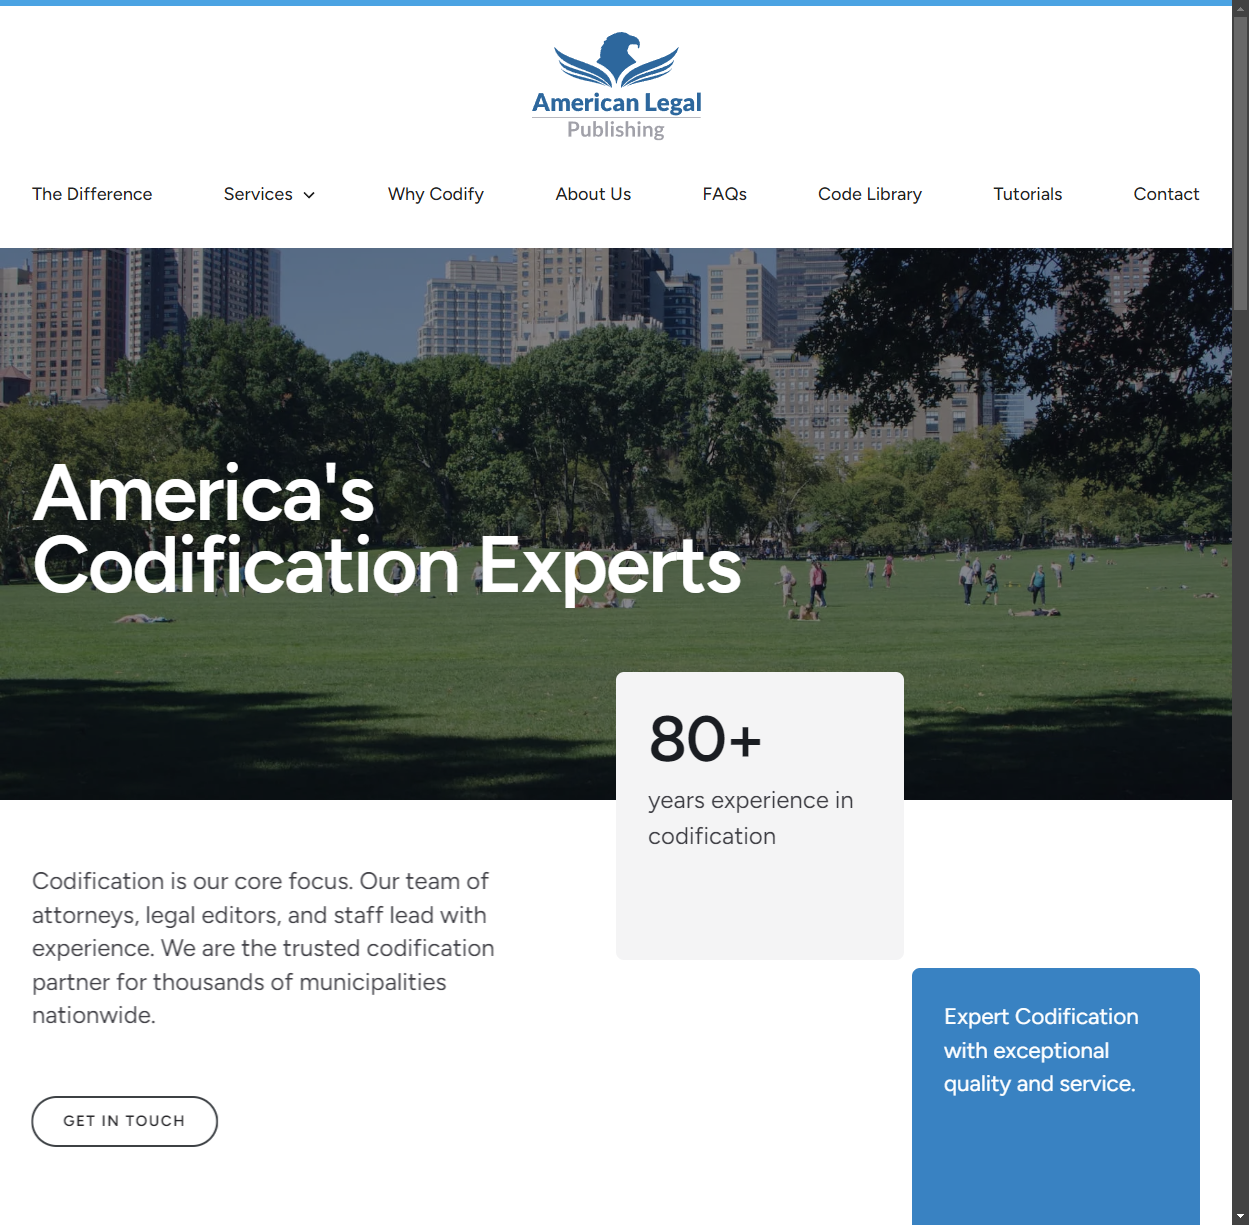 American Legal
Publishing
The Difference
Services
Why Codify
About Us
FAQs
Code Library
Tutorials
Contact
America's
Codification Experts
80+
years experience in
codification
Codification is our core focus. Our team of
attorneys, legal editors, and staff lead with
experience. We are the trusted codification
partner for thousands of municipalities
nationwide.
GET IN TOUCH
Expert Codification
with exceptional
quality and service.